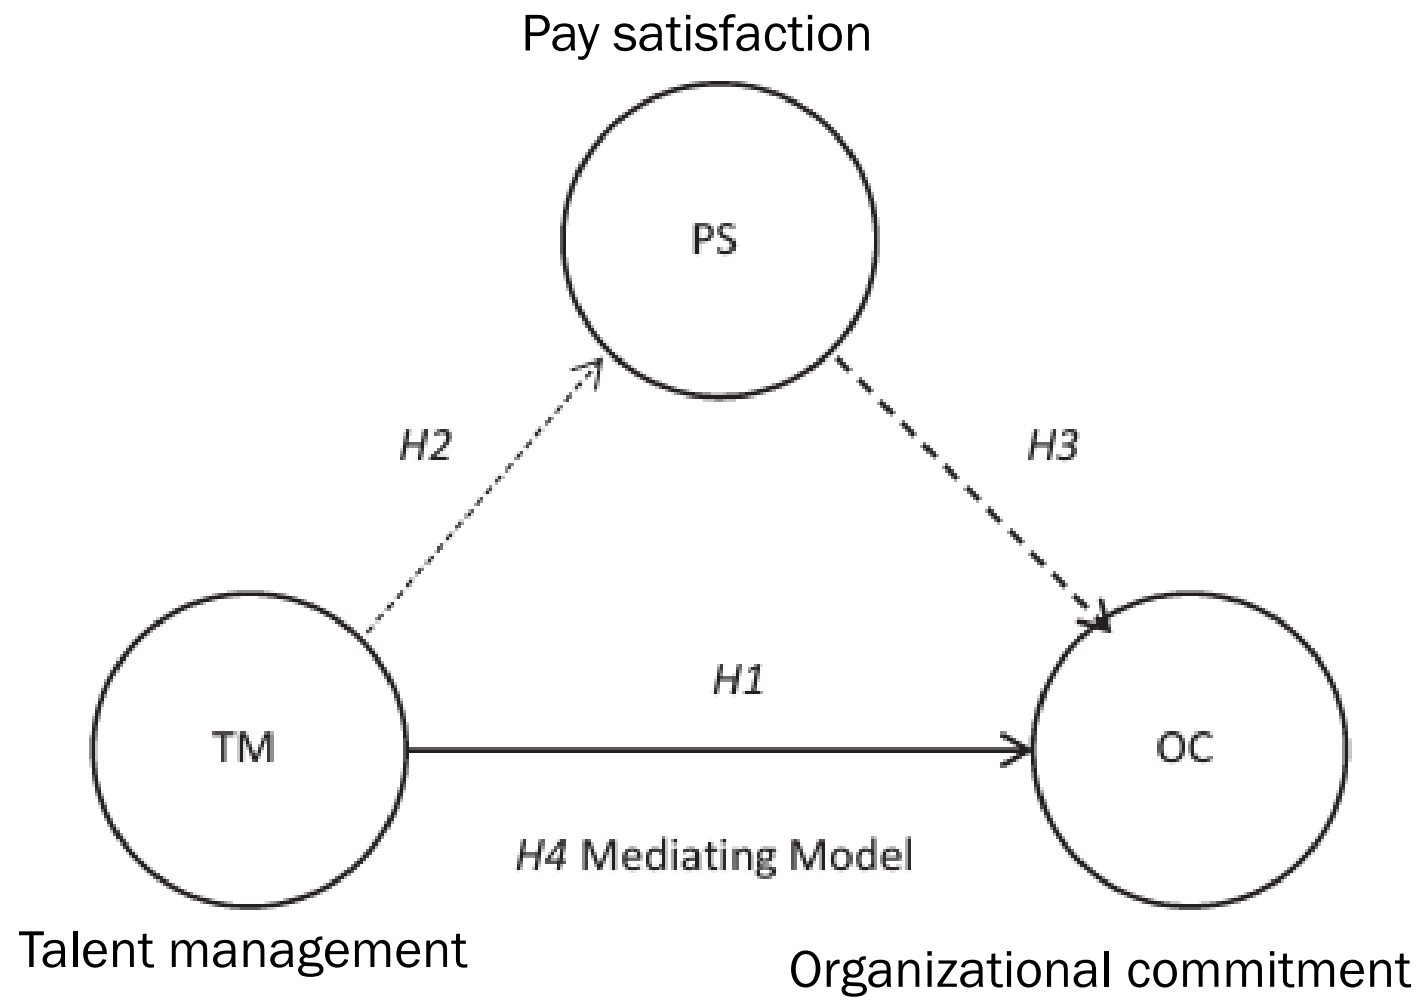 Pay satisfaction
PS
H2
H3
H1
TM
OC
H4 Mediating Model
Talent management
Organizational commitment